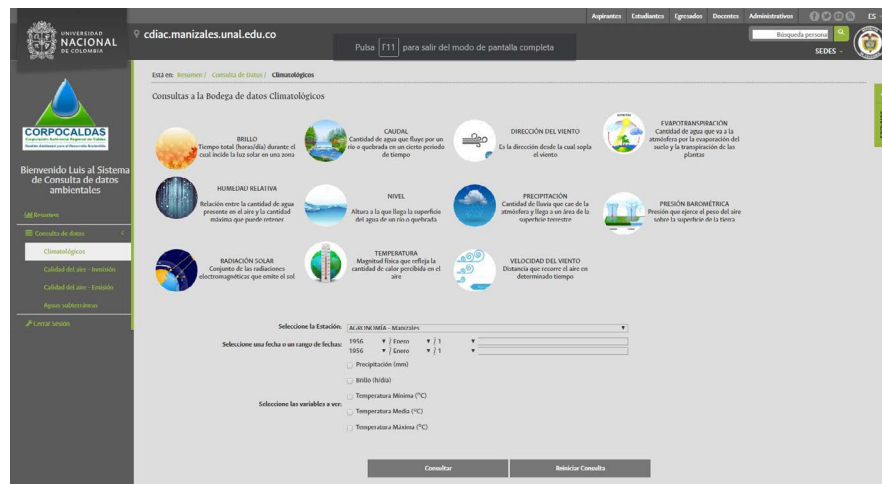 Aspirantes Estudiantes Egresados Docentes Administrativos ES
UNIVERSIDAD
NACIONAL
DE COLOMBIA
cdiac.manizales.unal.edu.co
Pulsa F11 para salir del modo de pantalla completa
Búsqueda persona
SEDES
Está en: Resumen / Consulta de Datos / Climatológicos
Consultas a la Bodega de datos Climatológicos
CORPOCALDAS
Corporación Autónoma Regional de Caldas
Bienvenido Luis al Sistema
de Consulta de datos
ambientales
Resumen
Consulta de datos
Climatológicos
Calidad del aire - Inmisión
Calidad del aire - Emisión
Aguas subterráneas
Cerrar Sesión
BRILLO
Tiempo total (horas/día) durante el
cual incide la luz solar en una zona
CAUDAL
Cantidad de agua que fluye por un
río o quebrada en un cierto periodo
de tiempo
DIRECCIÓN DEL VIENTO
Es la dirección desde la cual sopla
el viento
EVAPOTRANSPIRACIÓN
Cantidad de agua que va a la
atmósfera por la evaporación del
suelo y la transpiración de las
plantas
HUMEDAD RELATIVA
Relación entre la cantidad de agua
presente en el aire y la cantidad
máxima que puede retener
NIVEL
Altura a la que llega la superficie
del agua de un río o quebrada
PRECIPITACIÓN
Cantidad de lluvia que cae de la
atmósfera y llega a un área de la
superficie terrestre
PRESIÓN BAROMÉTRICA
Presión que ejerce el peso del aire
sobre la superficie de la tierra
RADIACIÓN SOLAR
Conjunto de las radiaciones
electromagnéticas que emite el sol
TEMPERATURA
Magnitud física que refleja la
cantidad de calor percibida en el
aire
VELOCIDAD DEL VIENTO
Distancia que recorre el aire en
determinado tiempo
Seleccione la Estación: AGRONOMÍA - Manizales
Seleccione una fecha o un rango de fechas: 1956 / Enero / 1
1956 / Enero / 1
Seleccione las variables a ver:
Precipitación (mm)
Brillo (h/día)
Temperatura Mínima (°C)
Temperatura Media (°C)
Temperatura Máxima (°C)
Consultar Reiniciar Consulta